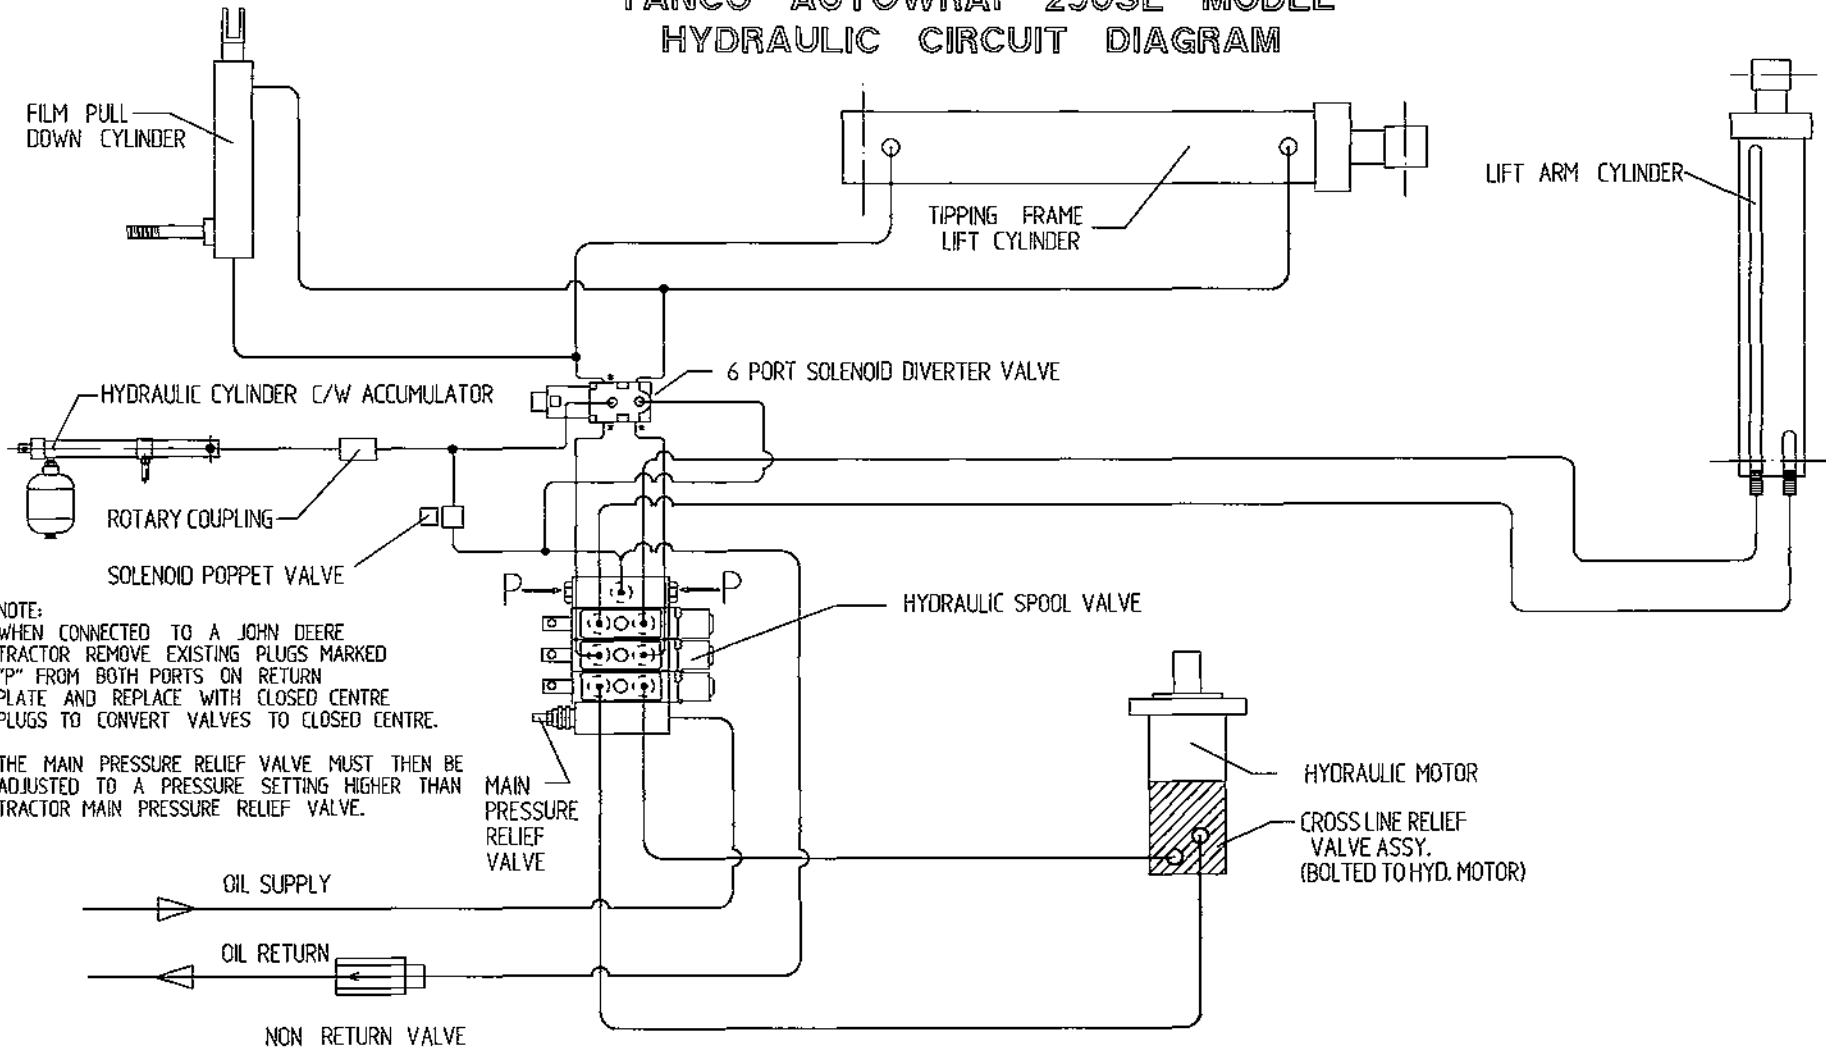 TANCO AUTOWRAP 250SE MODEL
HYDRAULIC CIRCUIT DIAGRAM
FILM PULL
DOWN CYLINDER
TIPPING FRAME
LIFT CYLINDER
LIFT ARM CYLINDER
6 PORT SOLENOID DIVERTER VALVE
HYDRAULIC CYLINDER C/W ACCUMULATOR
ROTARY COUPLING
SOLENOID POPPET VALVE
P
P
HYDRAULIC SPOOL VALVE
NOTE:
WHEN CONNECTED TO A JOHN DEERE
TRACTOR REMOVE EXISTING PLUGS MARKED
"P" FROM BOTH PORTS ON RETURN
PLATE AND REPLACE WITH CLOSED CENTRE
PLUGS TO CONVERT VALVES TO CLOSED CENTRE.
THE MAIN PRESSURE RELIEF VALVE MUST THEN BE
ADJUSTED TO A PRESSURE SETTING HIGHER THAN
TRACTOR MAIN PRESSURE RELIEF VALVE.
MAIN
PRESSURE
RELIEF
VALVE
HYDRAULIC MOTOR
CROSS LINE RELIEF
VALVE ASSY.
(BOLTED TO HYD. MOTOR)
OIL SUPPLY
OIL RETURN
NON RETURN VALVE